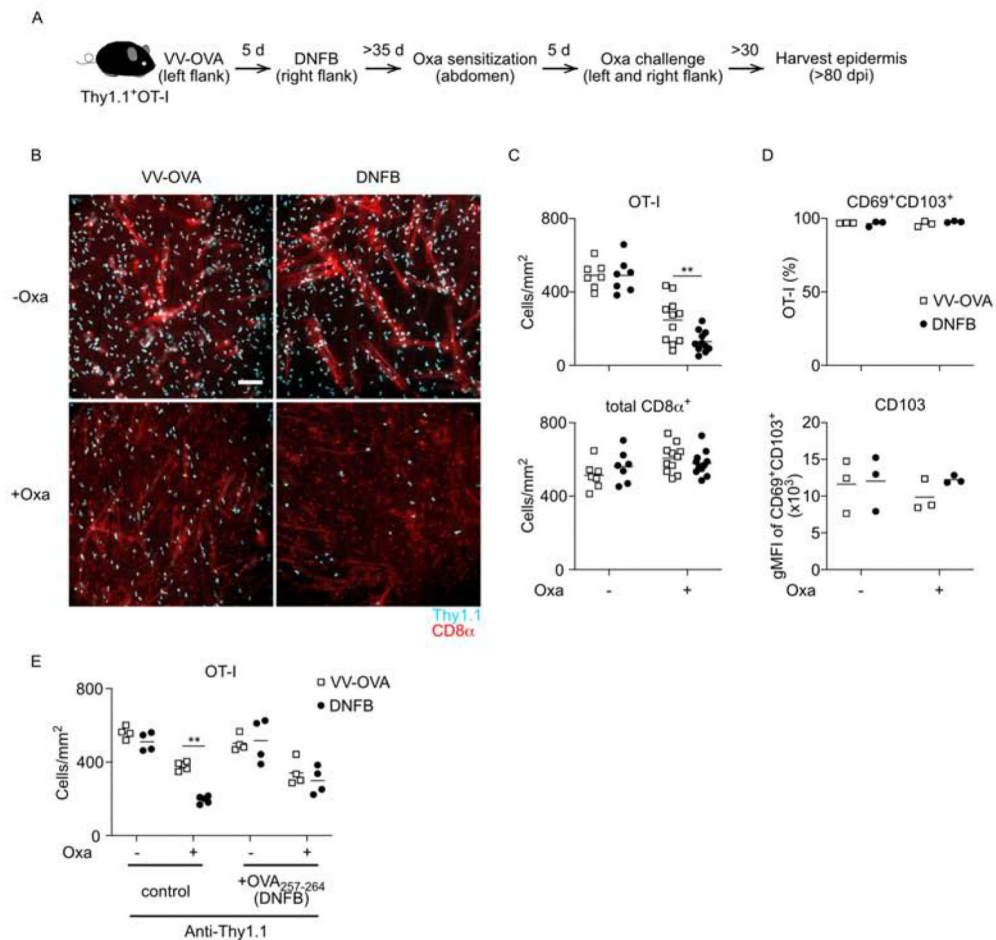 A
VV-OVA
(left flank)
5 d
DNFB
(right flank)
>35 d
Oxa sensitization
(abdomen)
5 d
Oxa challenge
(left and right flank)
>30
Harvest epidermis
(>80 dpi)
Thy1.1+OT-I
B
VV-OVA
DNFB
-Oxa
+Oxa
Thy1.1
CD8α
C
OT-I
800
400
0
Cells/mm²
**
total CD8α⁺
800
400
0
Cells/mm²
Oxa
-
+
D
CD69⁺CD103⁺
100
50
0
OT-I (%)
VV-OVA
DNFB
CD103
20
15
10
5
0
gMFI of CD69⁺CD103⁺
(x10³)
Oxa
-
+
E
OT-I
VV-OVA
DNFB
800
400
0
Cells/mm²
**
Oxa
-
+
-
+
control
+OVA₂₅₇₋₂₆₄
(DNFB)
Anti-Thy1.1